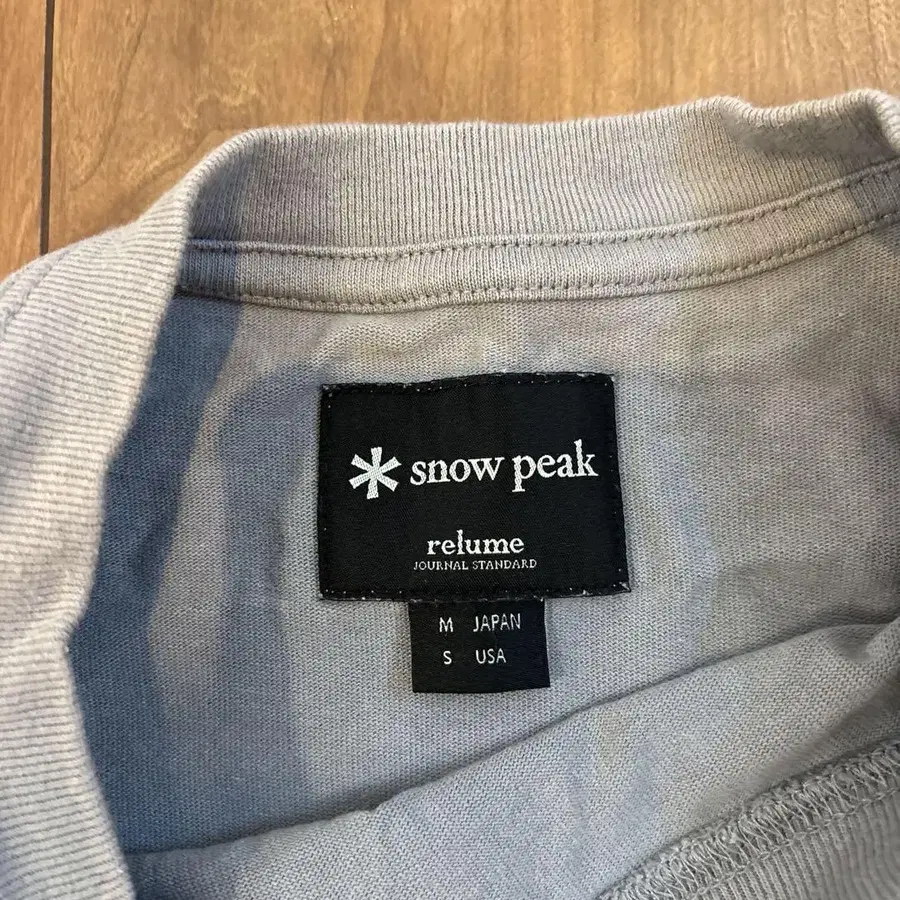 snow peak
relume
JOURNAL STANDARD
M JAPAN
S USA